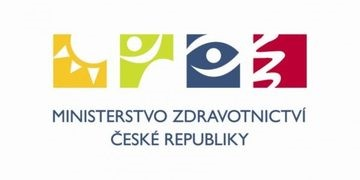 MINISTERSTVO ZDRAVOTNICTVÍ
ČESKÉ REPUBLIKY